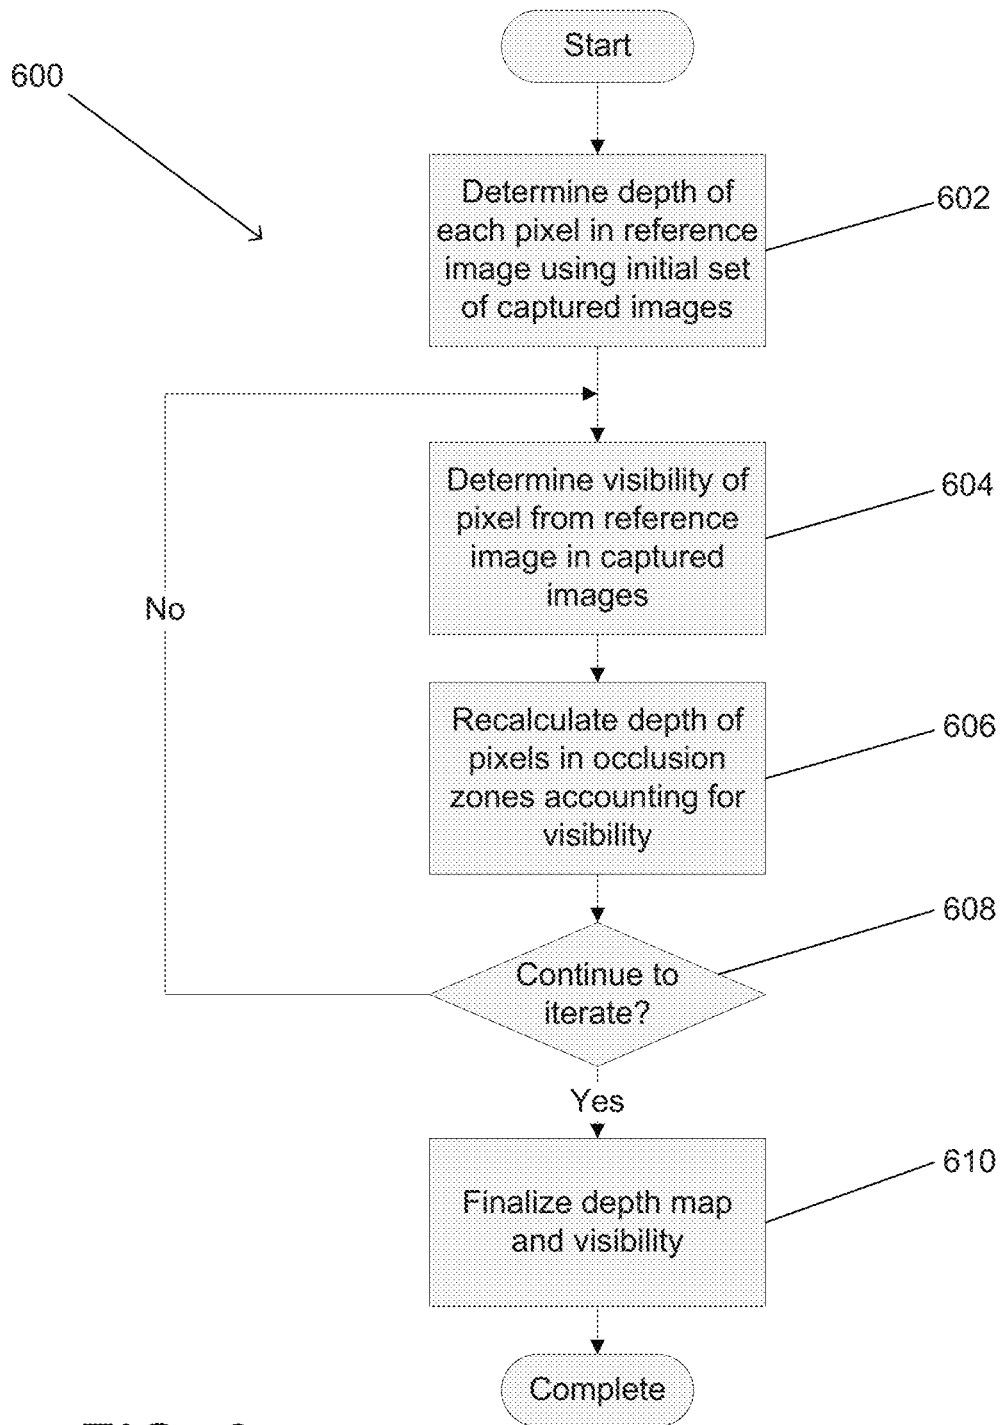 Start
600
Determine depth of
each pixel in reference
image using initial set
of captured images
602
Determine visibility of
pixel from reference
image in captured
images
604
No
Recalculate depth of
pixels in occlusion
zones accounting for
visibility
606
608
Continue to
iterate?
Yes
610
Finalize depth map
and visibility
Complete